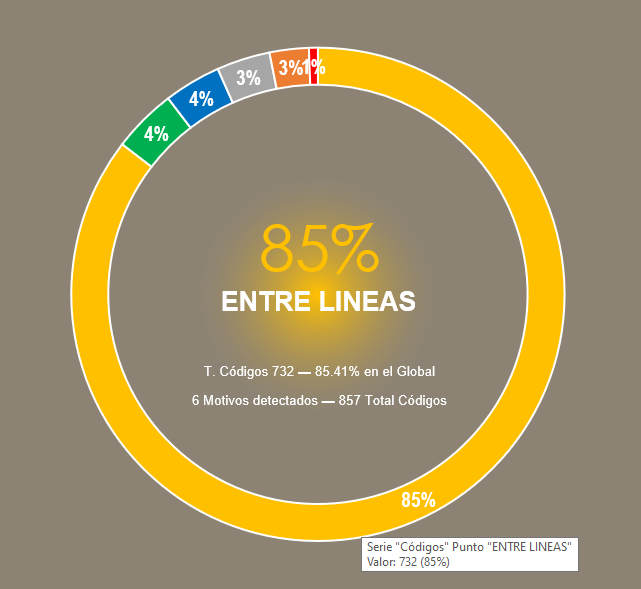 3%
1%
3%
4%
4%
85%
ENTRE LINEAS
T. Códigos 732 — 85.41% en el Global
6 Motivos detectados — 857 Total Códigos
85%
Serie "Códigos" Punto "ENTRE LINEAS"
Valor: 732 (85%)